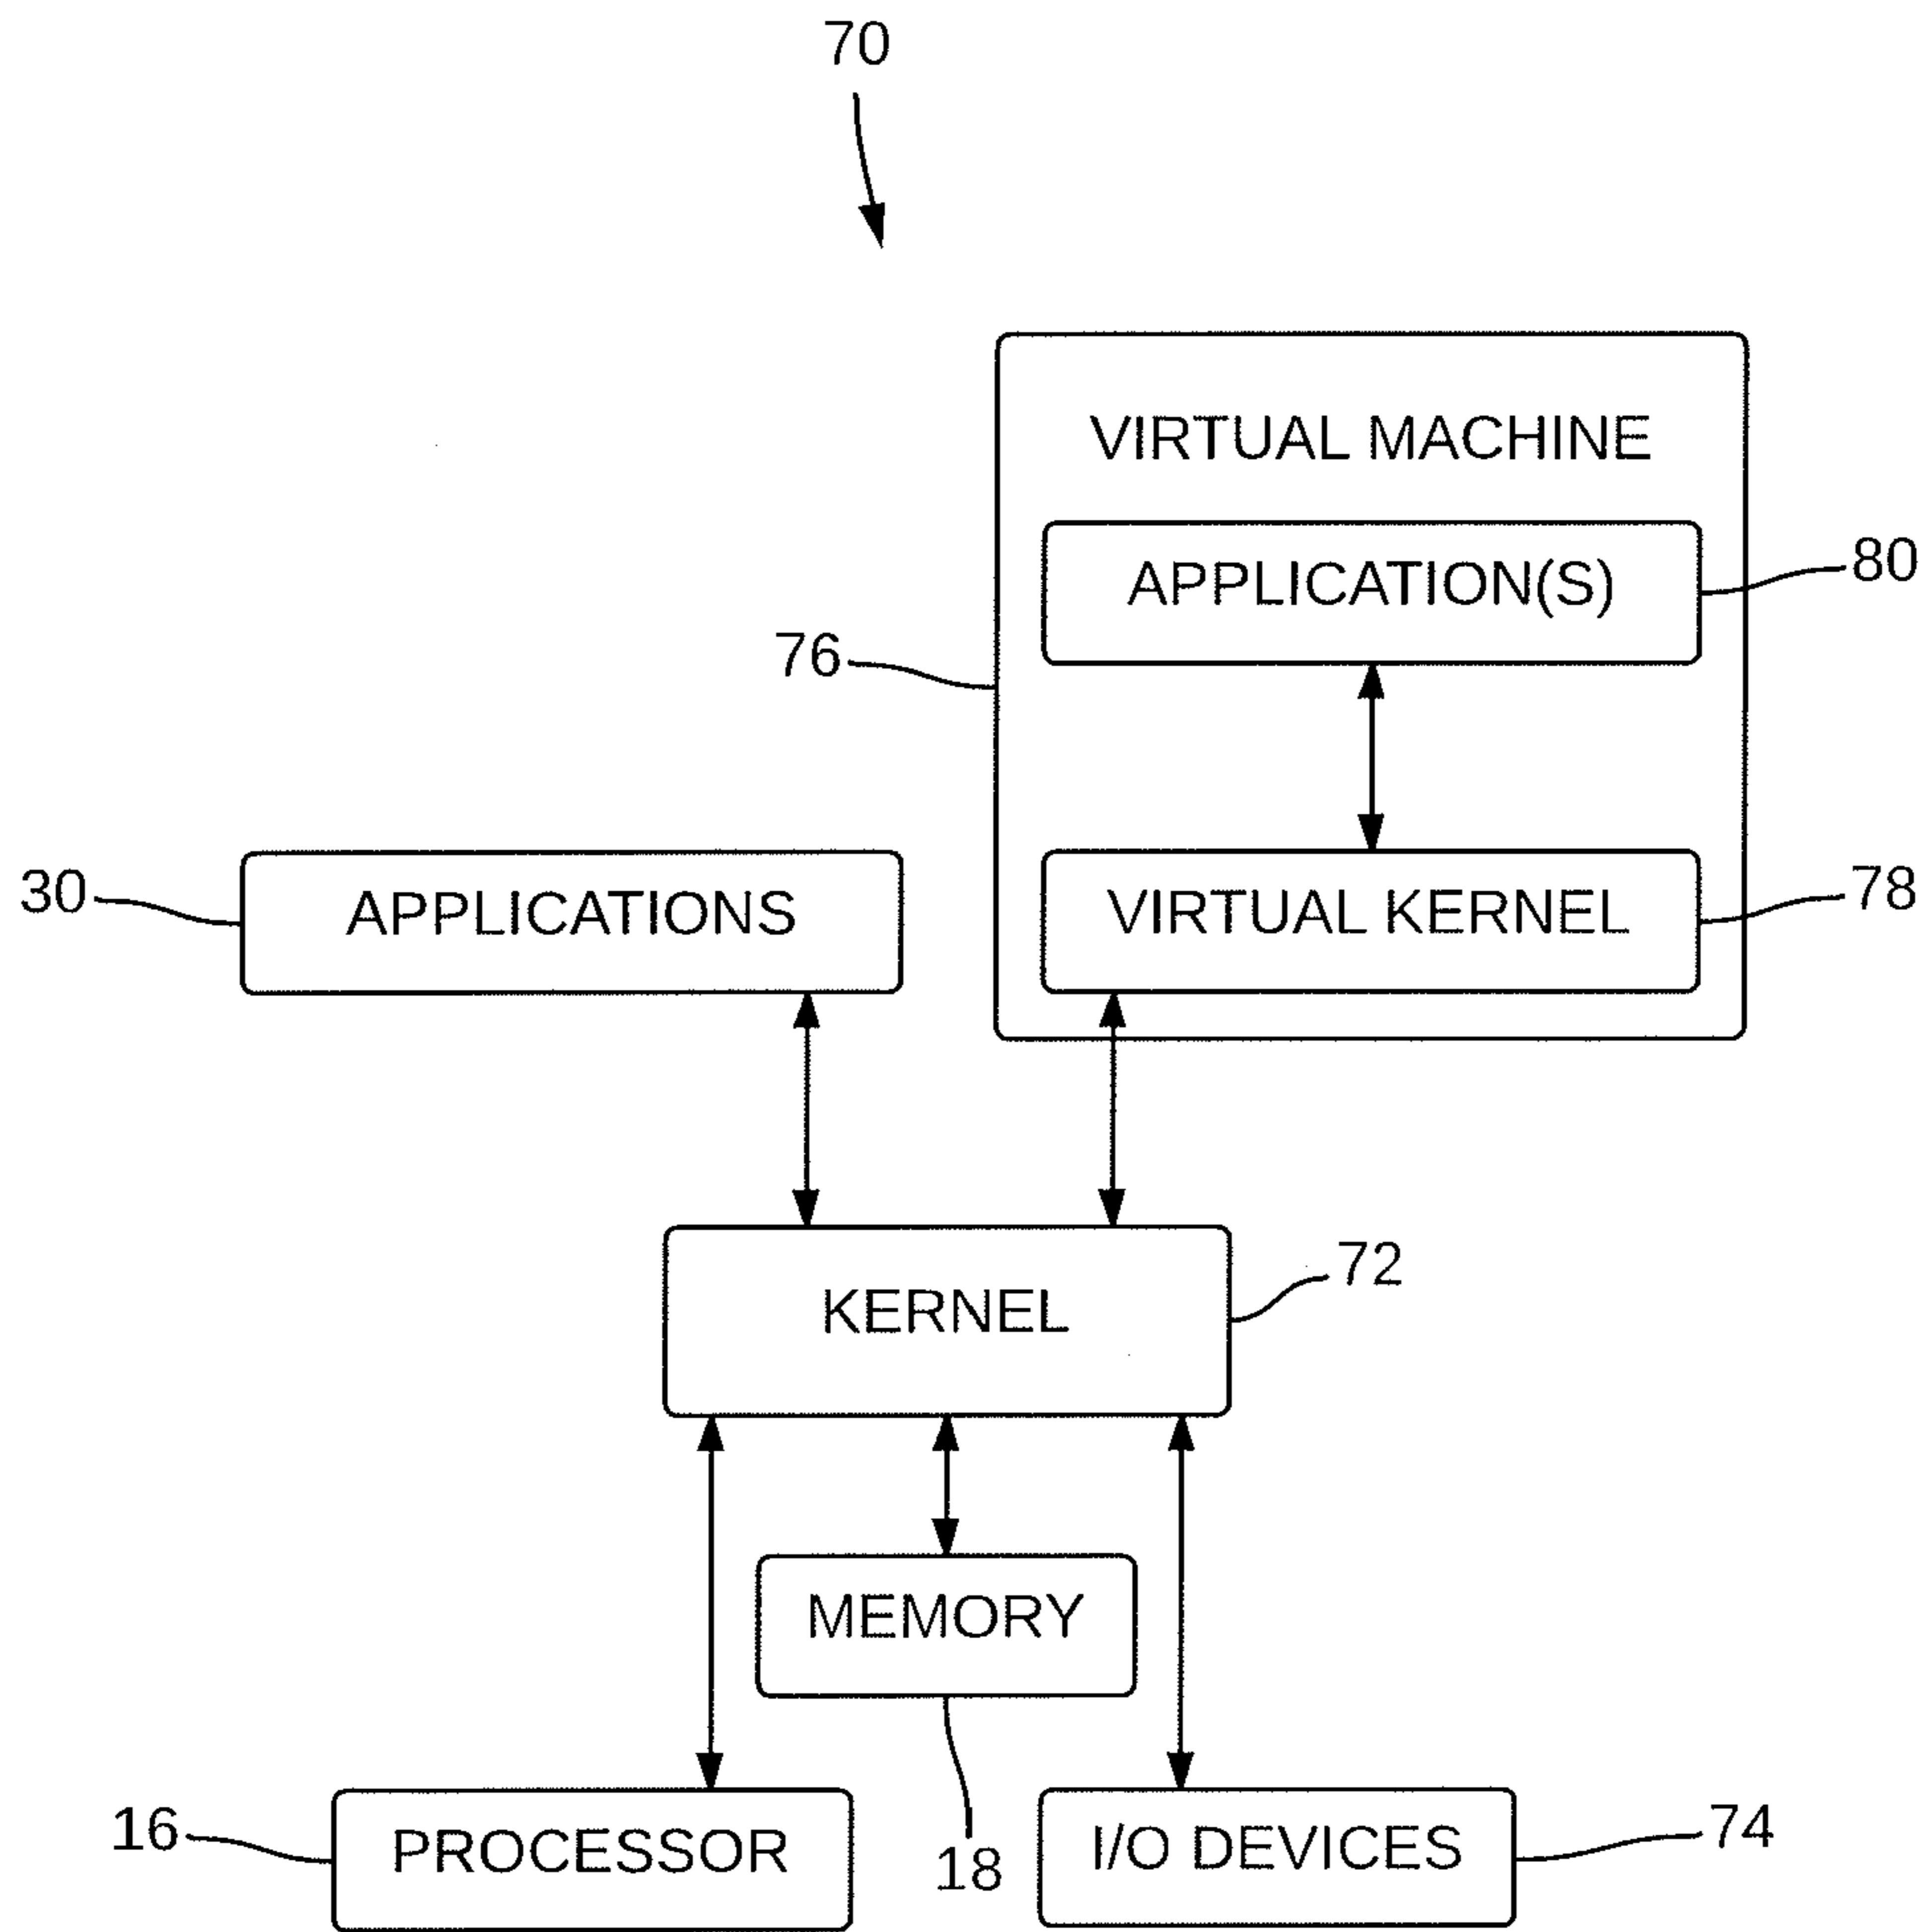 70
VIRTUAL MACHINE
APPLICATION(S)
80
76
30
APPLICATIONS
VIRTUAL KERNEL
78
KERNEL
72
MEMORY
16
PROCESSOR
18
I/O DEVICES
74